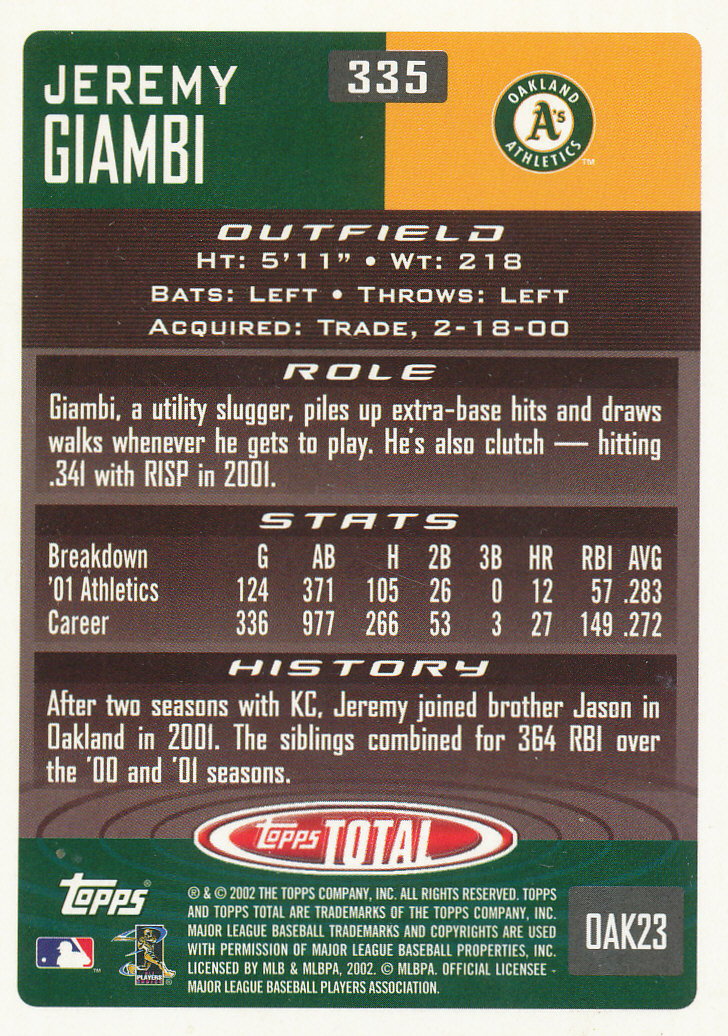 JEREMY
GIAMBI
335
OAKLAND
A's
ATHLETICS
TM
OUTFIELD
HT: 5'11” • WT: 218
BATS: LEFT • THROWS: LEFT
ACQUIRED: TRADE, 2-18-00
ROLE
Giambi, a utility slugger, piles up extra-base hits and draws
walks whenever he gets to play. He's also clutch — hitting
.341 with RISP in 2001.
STATS
Breakdown G AB H 2B 3B HR RBI AVG
'01 Athletics 124 371 105 26 0 12 57 .283
Career 336 977 266 53 3 27 149 .272
HISTORY
After two seasons with KC, Jeremy joined brother Jason in
Oakland in 2001. The siblings combined for 364 RBI over
the '00 and '01 seasons.
topps TOTAL
topps®
® & © 2002 THE TOPPS COMPANY, INC. ALL RIGHTS RESERVED. TOPPS
AND TOPPS TOTAL ARE TRADEMARKS OF THE TOPPS COMPANY, INC.
MAJOR LEAGUE BASEBALL TRADEMARKS AND COPYRIGHTS ARE USED
WITH PERMISSION OF MAJOR LEAGUE BASEBALL PROPERTIES, INC.
LICENSED BY MLB & MLBPA, 2002. © MLBPA. OFFICIAL LICENSEE -
MAJOR LEAGUE BASEBALL PLAYERS ASSOCIATION.
TM
PLAYERS
OAK23